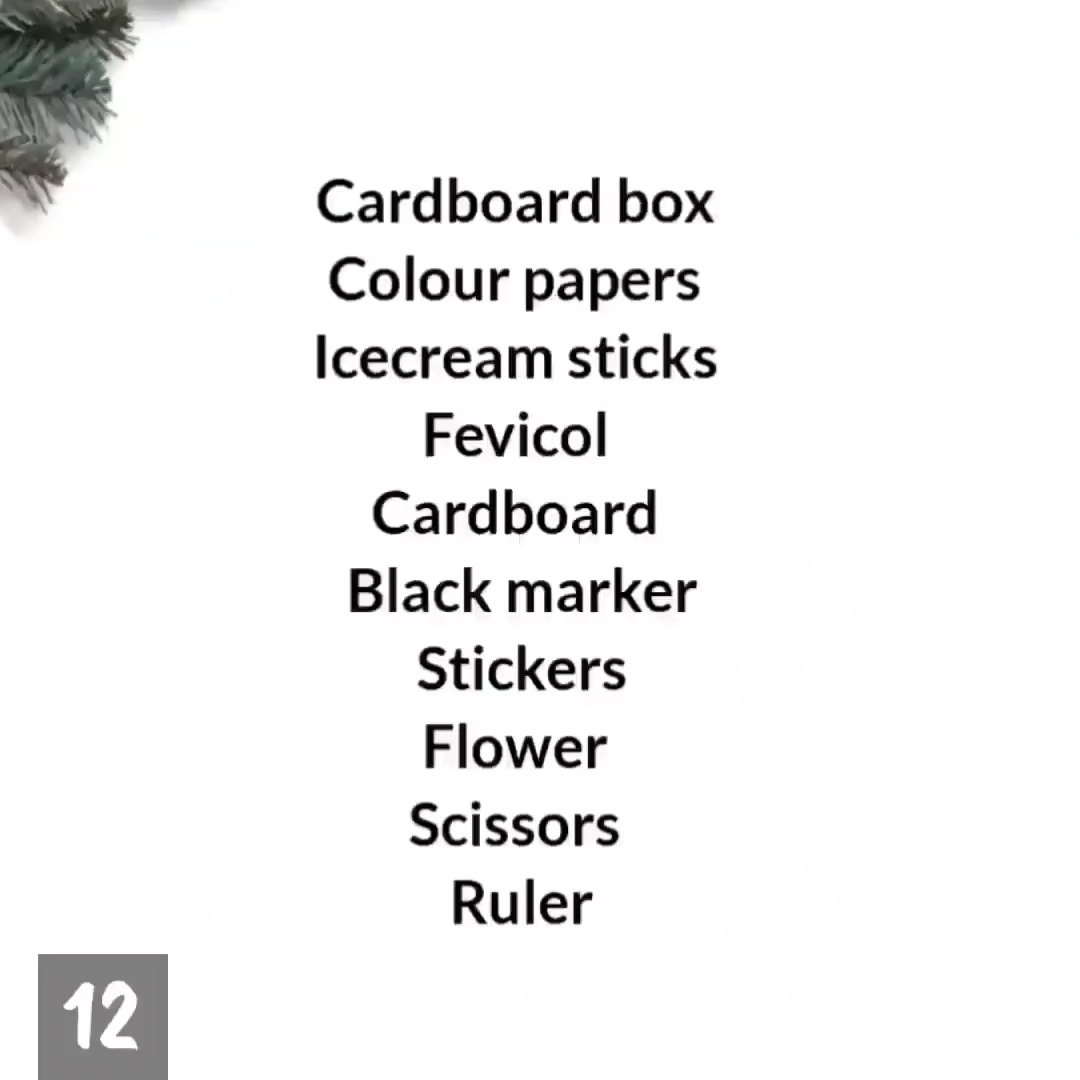 Cardboard box
Colour papers
Icecream sticks
Fevicol
Cardboard
Black marker
Stickers
Flower
Scissors
Ruler
12